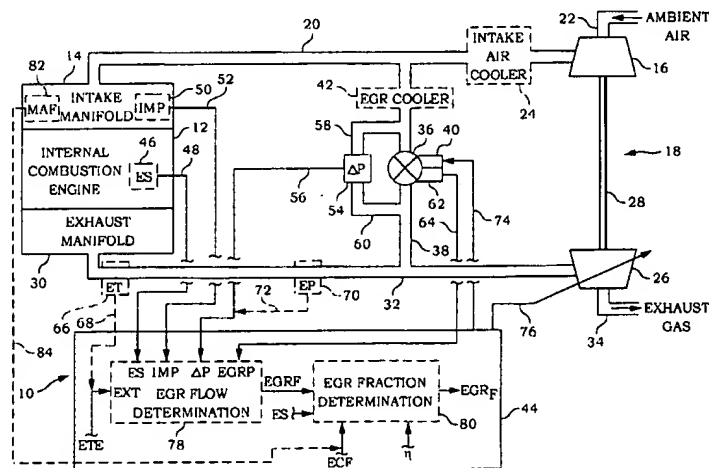 20
22
AMBIENT
AIR
14
82
50
52
INTAKE
AIR
COOLER
16
42
MAF
IMP
INTAKE
MANIFOLD
EGR COOLER
24
12
58
36
40
18
46
48
INTERNAL
COMBUSTION
ENGINE
ES
ΔP
56
54
62
28
64
74
EXHAUST
MANIFOLD
60
38
30
26
ET
EP
70
32
66
68
72
76
EXHAUST
GAS
34
84
10
ES IMP ΔP EGRP
EXT
EGR FLOW
DETERMINATION
EGRF
ES
EGR FRACTION
DETERMINATION
EGRF
44
ETE
78
80
ECF
η